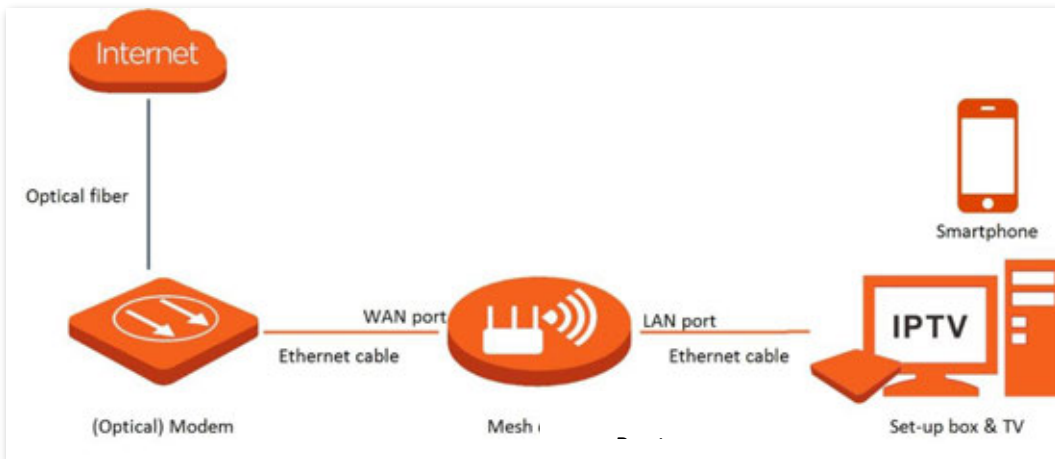 Internet
Optical fiber
Smartphone
WAN port
LAN port
IPTV
Ethernet cable
Ethernet cable
(Optical) Modem
Mesh
Set-up box & TV